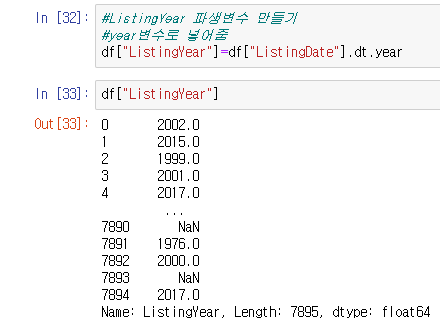 In [32]: #ListingYear 파생변수 만들기
#year변수로 넣어줌
df["ListingYear"]=df["ListingDate"].dt.year
In [33]: df["ListingYear"]
Out[33]: 0 2002.0
1 2015.0
2 1999.0
3 2001.0
4 2017.0
...
7890 NaN
7891 1976.0
7892 2000.0
7893 NaN
7894 2017.0
Name: ListingYear, Length: 7895, dtype: float64